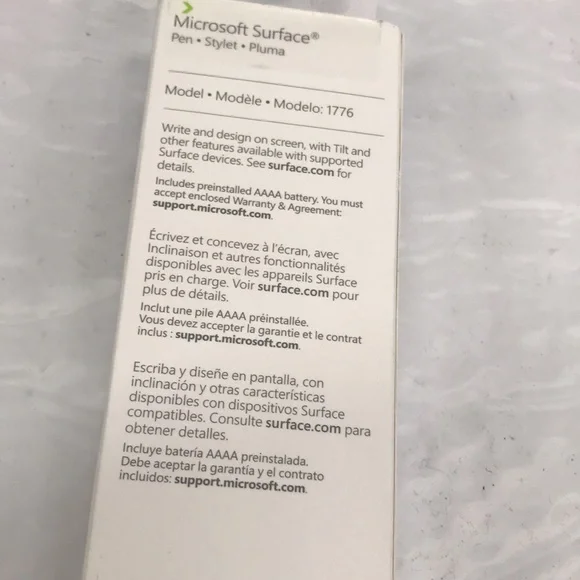 Microsoft Surface®
Pen • Stylet • Pluma
Model • Modèle • Modelo: 1776
Write and design on screen, with Tilt and
other features available with supported
Surface devices. See surface.com for
details.
Includes preinstalled AAAA battery. You must
accept enclosed Warranty & Agreement:
support.microsoft.com.
Écrivez et concevez à l'écran, avec
Inclinaison et autres fonctionnalités
disponibles avec les appareils Surface
pris en charge. Voir surface.com pour
plus de détails.
Inclut une pile AAAA préinstallée.
Vous devez accepter la garantie et le contrat
inclus : support.microsoft.com.
Escriba y diseñe en pantalla, con
inclinación y otras características
disponibles con dispositivos Surface
compatibles. Consulte surface.com para
obtener detalles.
Incluye batería AAAA preinstalada.
Debe aceptar la garantía y el contrato
incluidos: support.microsoft.com.